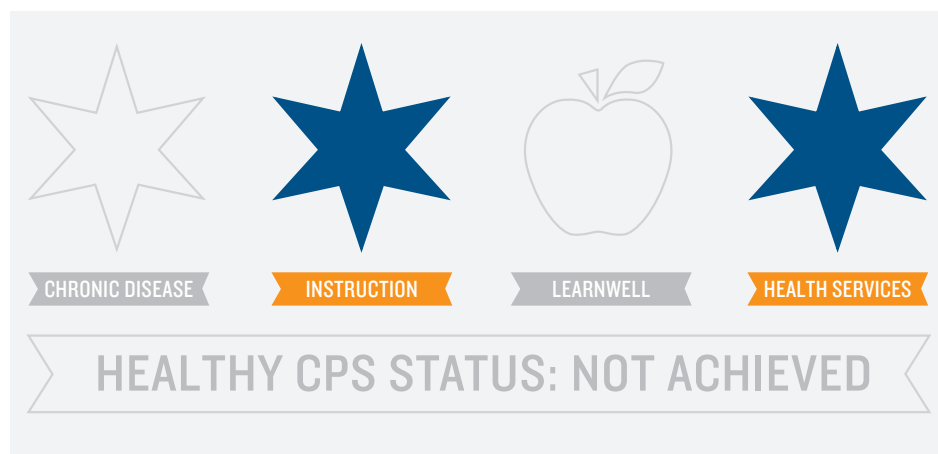 CHRONIC DISEASE
INSTRUCTION
LEARNWELL
HEALTH SERVICES
HEALTHY CPS STATUS: NOT ACHIEVED